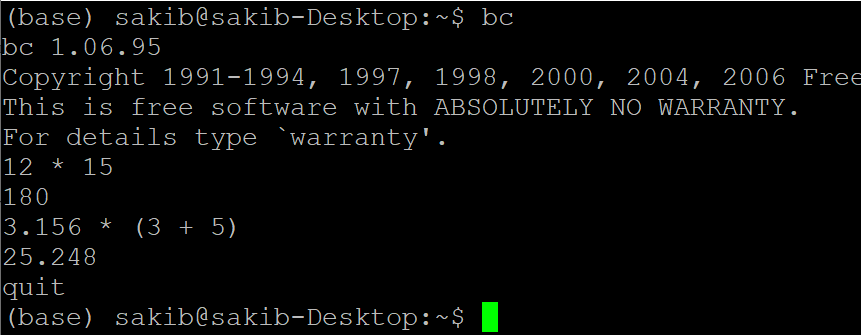 (base) sakib@sakib-Desktop:~$ bc
bc 1.06.95
Copyright 1991-1994, 1997, 1998, 2000, 2004, 2006 Free
This is free software with ABSOLUTELY NO WARRANTY.
For details type `warranty'.
12 * 15
180
3.156 * (3 + 5)
25.248
quit
(base) sakib@sakib-Desktop:~$